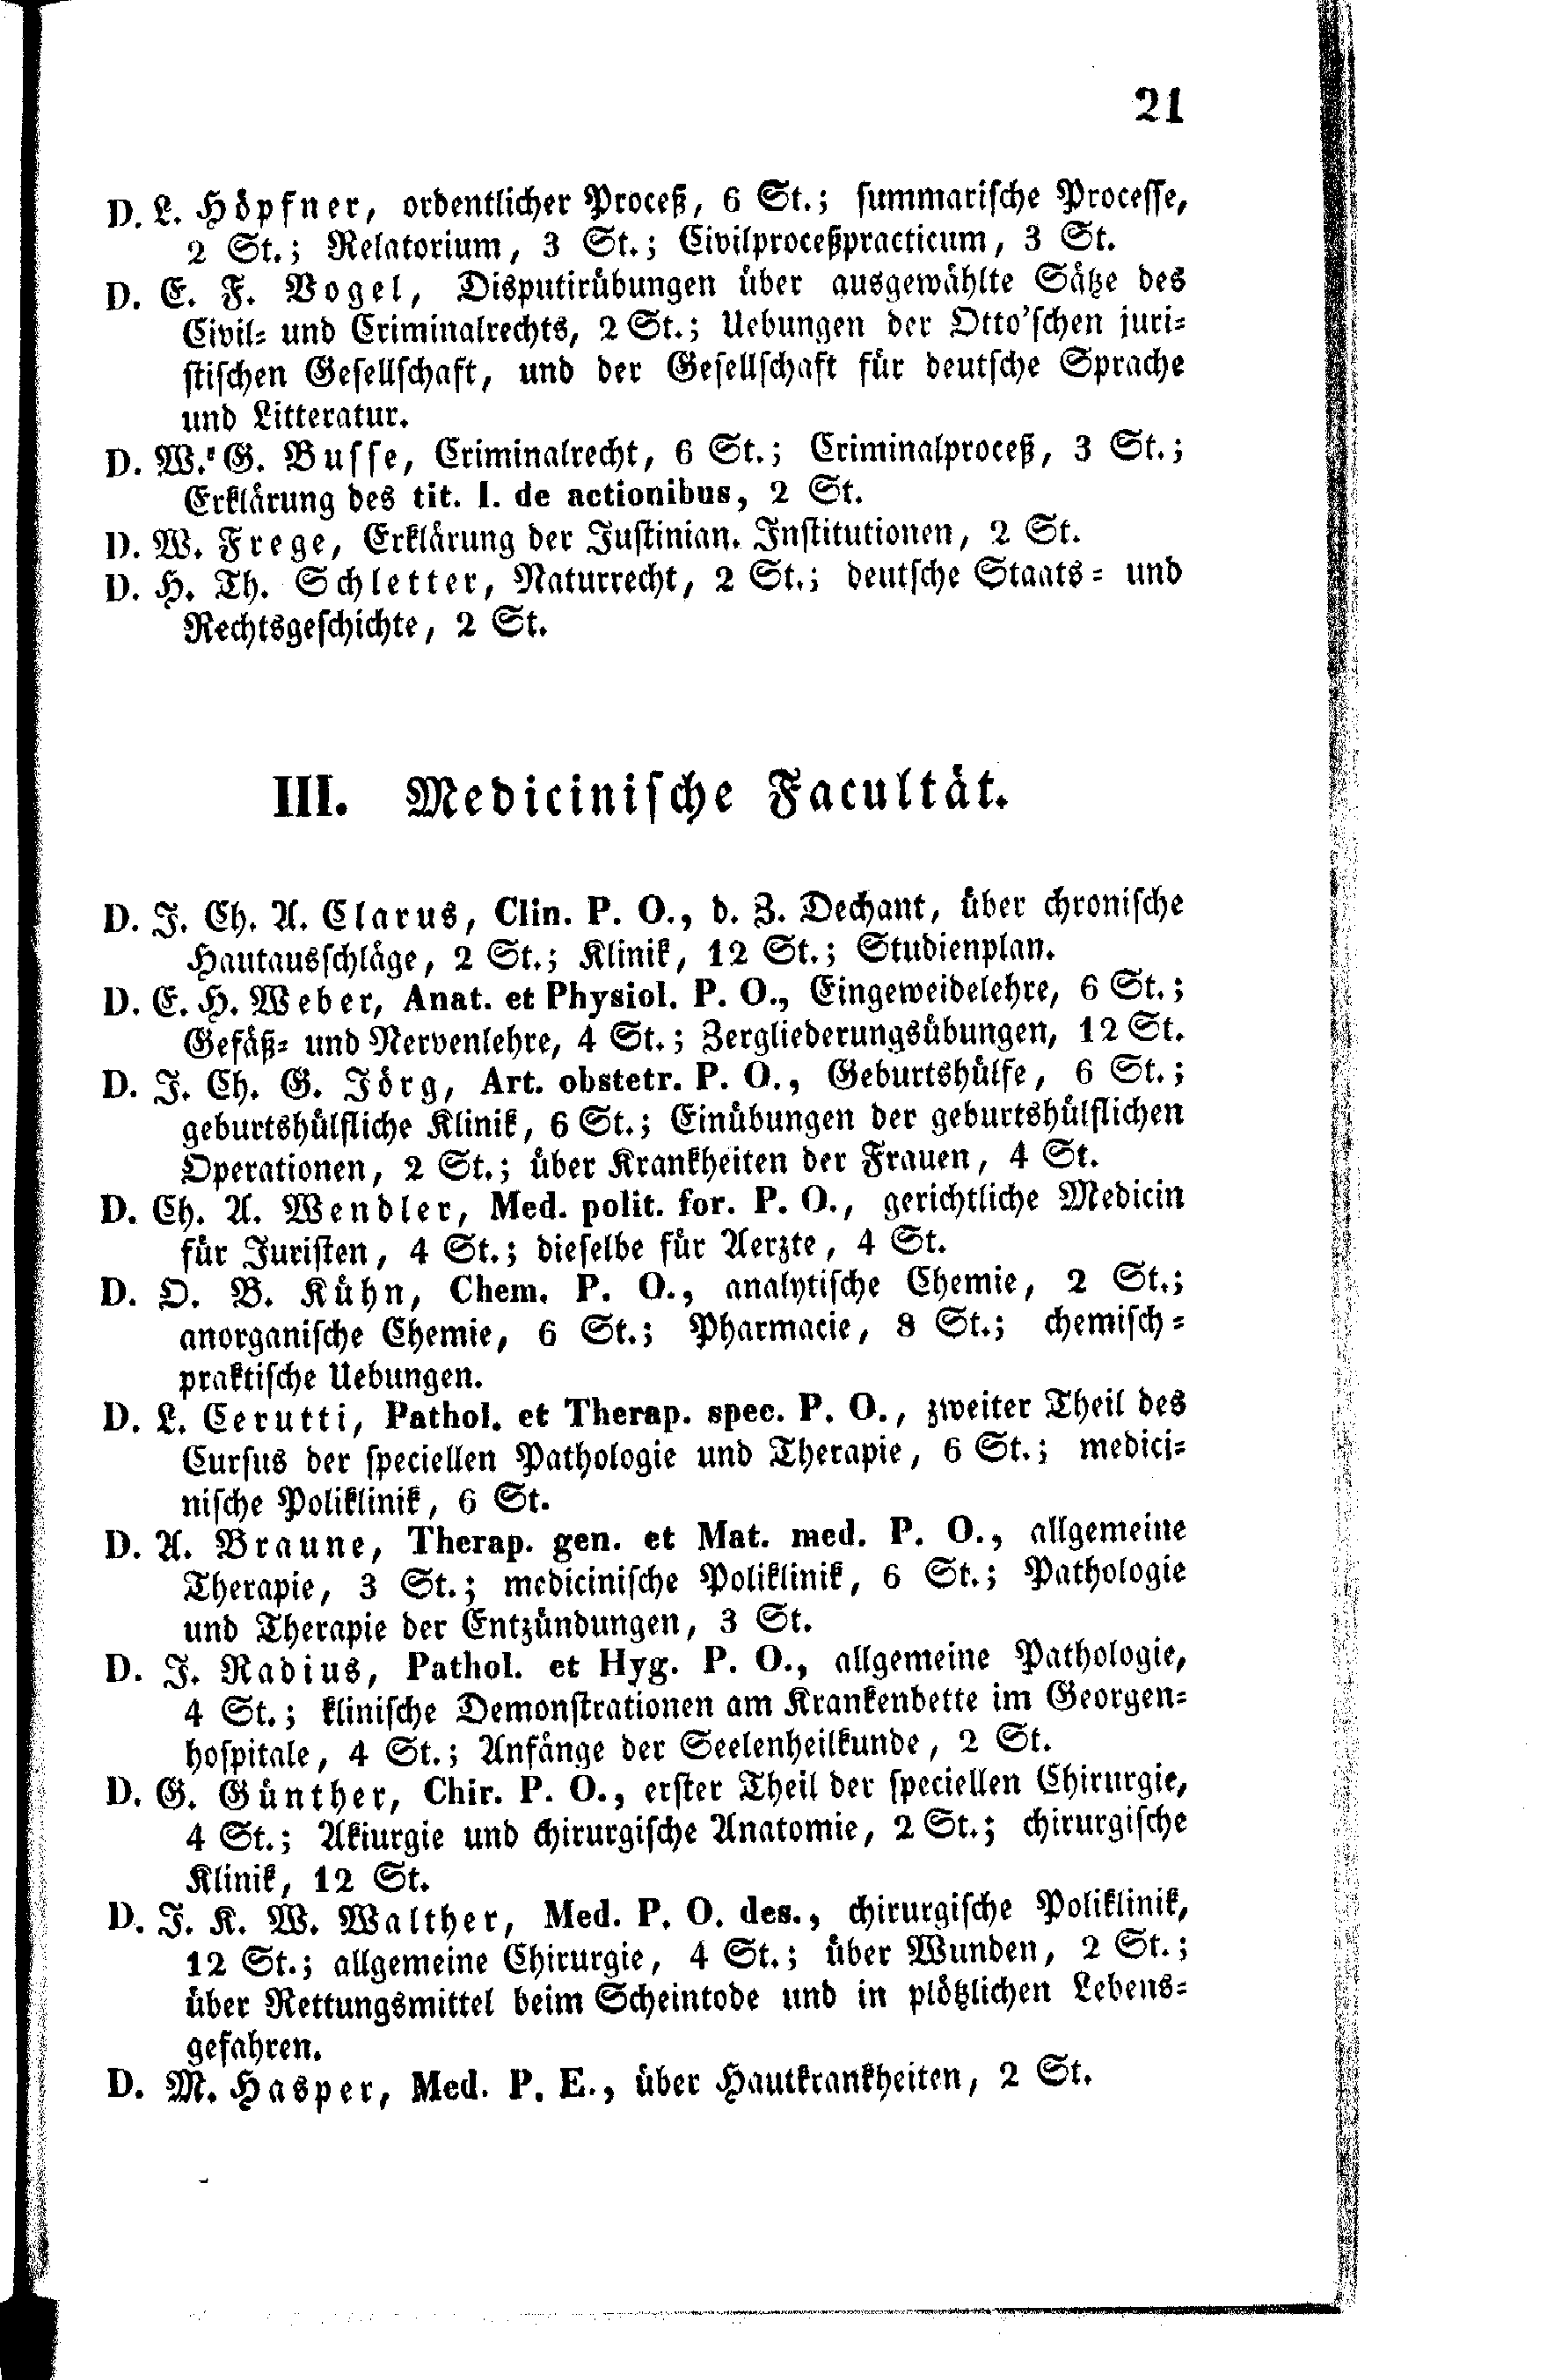 21
D. L. Höpfner, ordentlicher Proceß, 6 St.; summarische Processe,
2 St.; Relatorium, 3 St.; Civilproceßpracticum, 3 St.
D. E. F. Vogel, Disputirübungen über ausgewählte Sätze des
Civil- und Criminalrechts, 2 St.; Uebungen der Otto'schen juri-
stischen Gesellschaft, und der Gesellschaft für deutsche Sprache
und Litteratur.
D. W. G. Busse, Criminalrecht, 6 St.; Criminalproceß, 3 St.;
Erklärung des tit. I. de actionibus, 2 St.
D. W. Frege, Erklärung der Justinian. Institutionen, 2 St.
D. H. Th. Schletter, Naturrecht, 2 St.; deutsche Staats- und
Rechtsgeschichte, 2 St.
III. Medicinische Facultät.
D. J. Ch. A. Clarus, Clin. P. O., d. Z. Dechant, über chronische
Hautausschläge, 2 St.; Klinik, 12 St.; Studienplan.
D. E. H. Weber, Anat. et Physiol. P. O., Eingeweidelehre, 6 St.;
Gefäß- und Nervenlehre, 4 St.; Zergliederungsübungen, 12 St.
D. J. Ch. G. Jörg, Art. obstetr. P. O., Geburtshülfe, 6 St.;
geburtshülfliche Klinik, 6 St.; Einübungen der geburtshülflichen
Operationen, 2 St.; über Krankheiten der Frauen, 4 St.
D. Ch. A. Wendler, Med. polit. for. P. O., gerichtliche Medicin
für Juristen, 4 St.; dieselbe für Aerzte, 4 St.
D. O. B. Kühn, Chem. P. O., analytische Chemie, 2 St.;
anorganische Chemie, 6 St.; Pharmacie, 8 St.; chemisch-
praktische Uebungen.
D. L. Cerutti, Pathol. et Therap. spec. P. O., zweiter Theil des
Cursus der speciellen Pathologie und Therapie, 6 St.; medici-
nische Poliklinik, 6 St.
D. A. Braune, Therap. gen. et Mat. med. P. O., allgemeine
Therapie, 3 St.; medicinische Poliklinik, 6 St.; Pathologie
und Therapie der Entzündungen, 3 St.
D. J. Radius, Pathol. et Hyg. P. O., allgemeine Pathologie,
4 St.; klinische Demonstrationen am Krankenbette im Georgen-
hospitale, 4 St.; Anfänge der Seelenheilkunde, 2 St.
D. G. Günther, Chir. P. O., erster Theil der speciellen Chirurgie,
4 St.; Akiurgie und chirurgische Anatomie, 2 St.; chirurgische
Klinik, 12 St.
D. J. K. W. Walther, Med. P. O. des., chirurgische Poliklinik,
12 St.; allgemeine Chirurgie, 4 St.; über Wunden, 2 St.;
über Rettungsmittel beim Scheintode und in plötzlichen Lebens-
gefahren.
D. M. Hasper, Med. P. E., über Hautkrankheiten, 2 St.